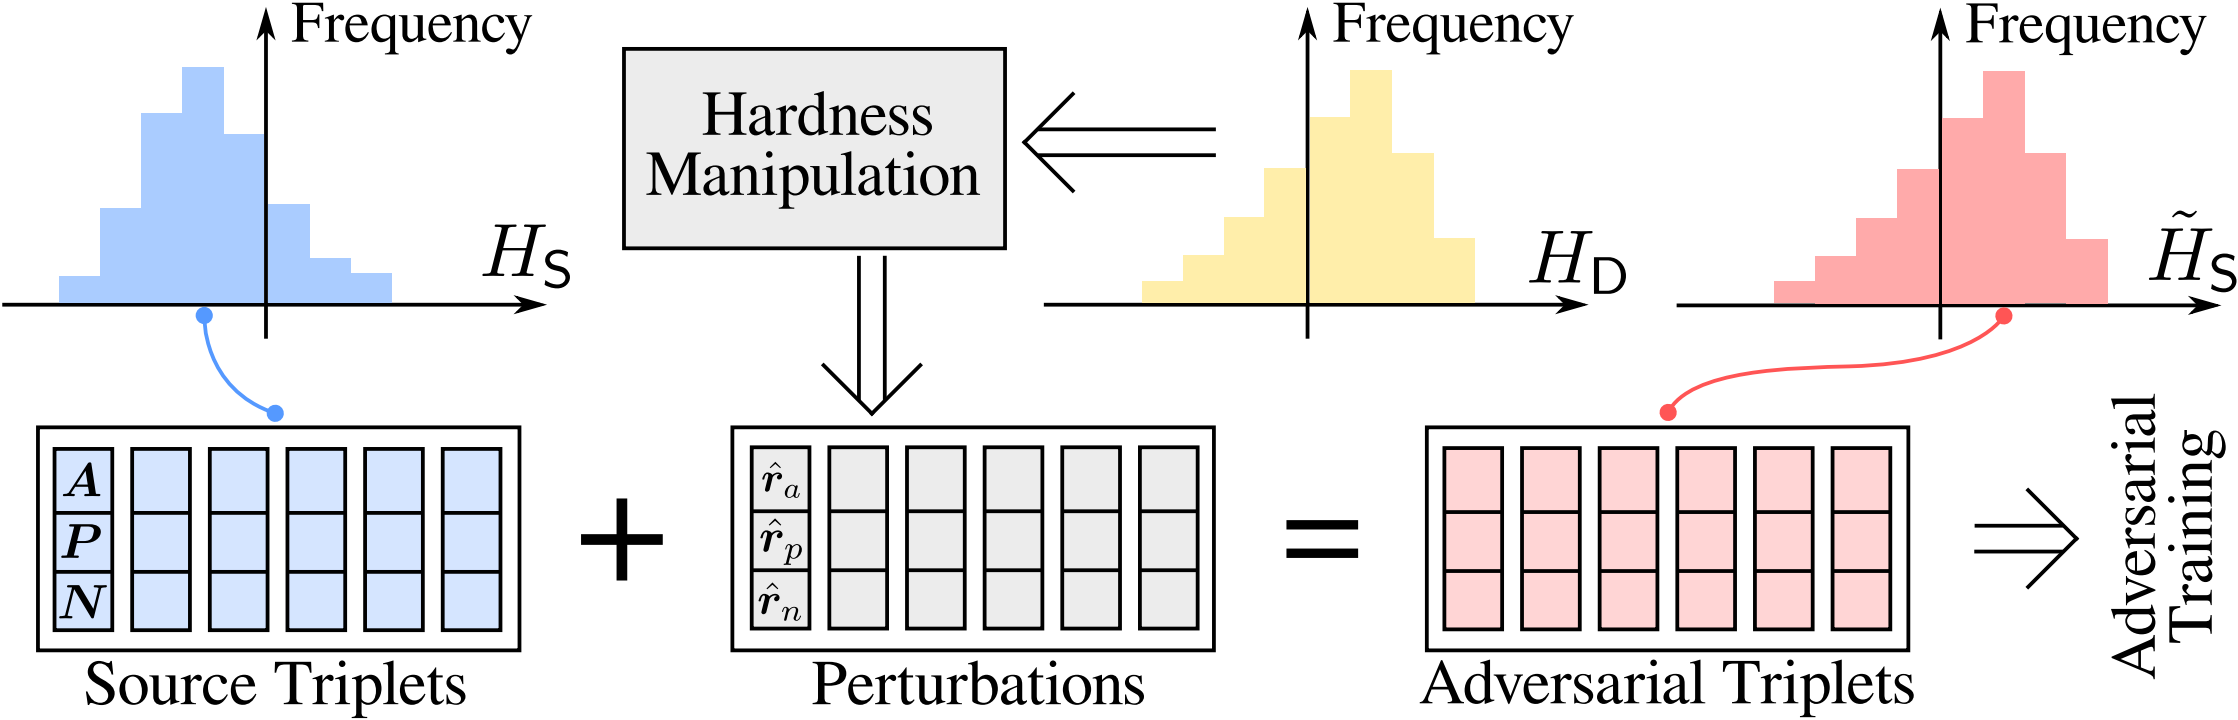 Frequency
H_S
Hardness
Manipulation
Frequency
H_D
Frequency
H̃_S
A
P
N
Source Triplets
+
r̂_a
r̂_p
r̂_n
Perturbations
=
Adversarial Triplets
Adversarial
Training